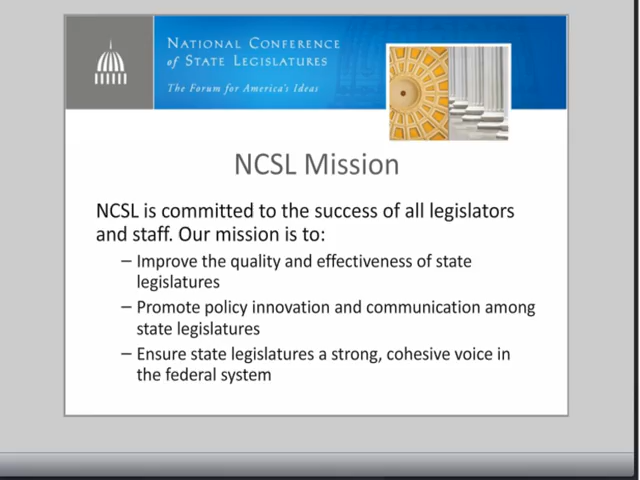 NATIONAL CONFERENCE
of STATE LEGISLATURES
The Forum for America's Ideas
NCSL Mission
NCSL is committed to the success of all legislators
and staff. Our mission is to:
– Improve the quality and effectiveness of state
legislatures
– Promote policy innovation and communication among
state legislatures
– Ensure state legislatures a strong, cohesive voice in
the federal system